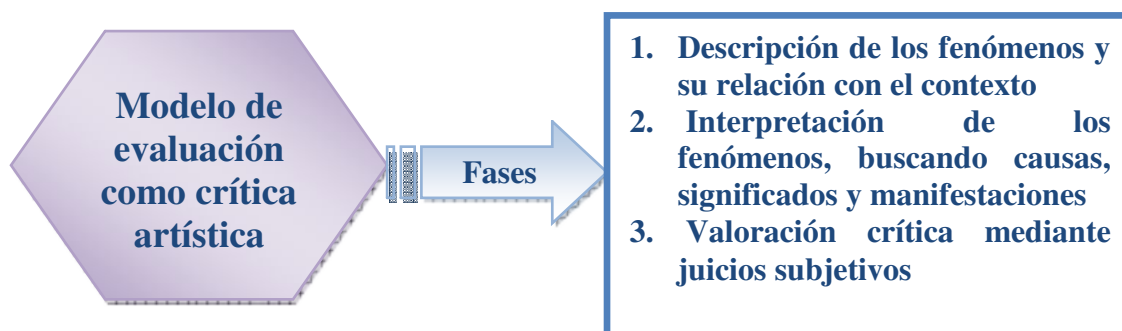 Modelo de
evaluación
como crítica
artística
Fases
1. Descripción de los fenómenos y
su relación con el contexto
2. Interpretación de los
fenómenos, buscando causas,
significados y manifestaciones
3. Valoración crítica mediante
juicios subjetivos